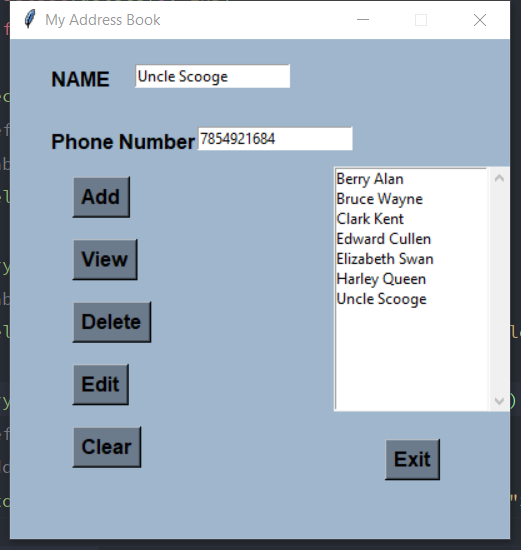 My Address Book
NAME
Uncle Scooge
Phone Number
7854921684
Add
View
Delete
Edit
Clear
Berry Alan
Bruce Wayne
Clark Kent
Edward Cullen
Elizabeth Swan
Harley Queen
Uncle Scooge
Exit